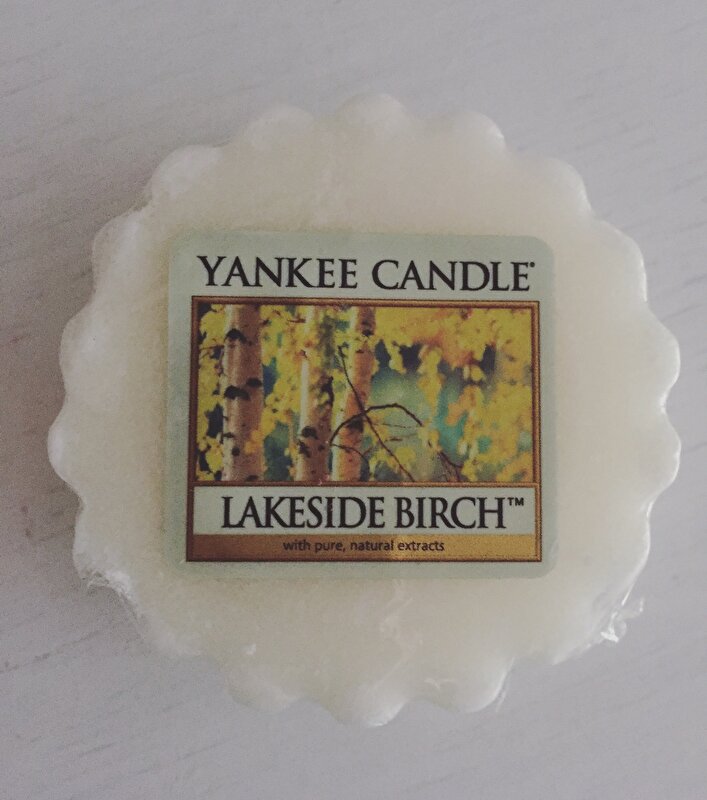 YANKEE CANDLE®
LAKESIDE BIRCH™
with pure, natural extracts